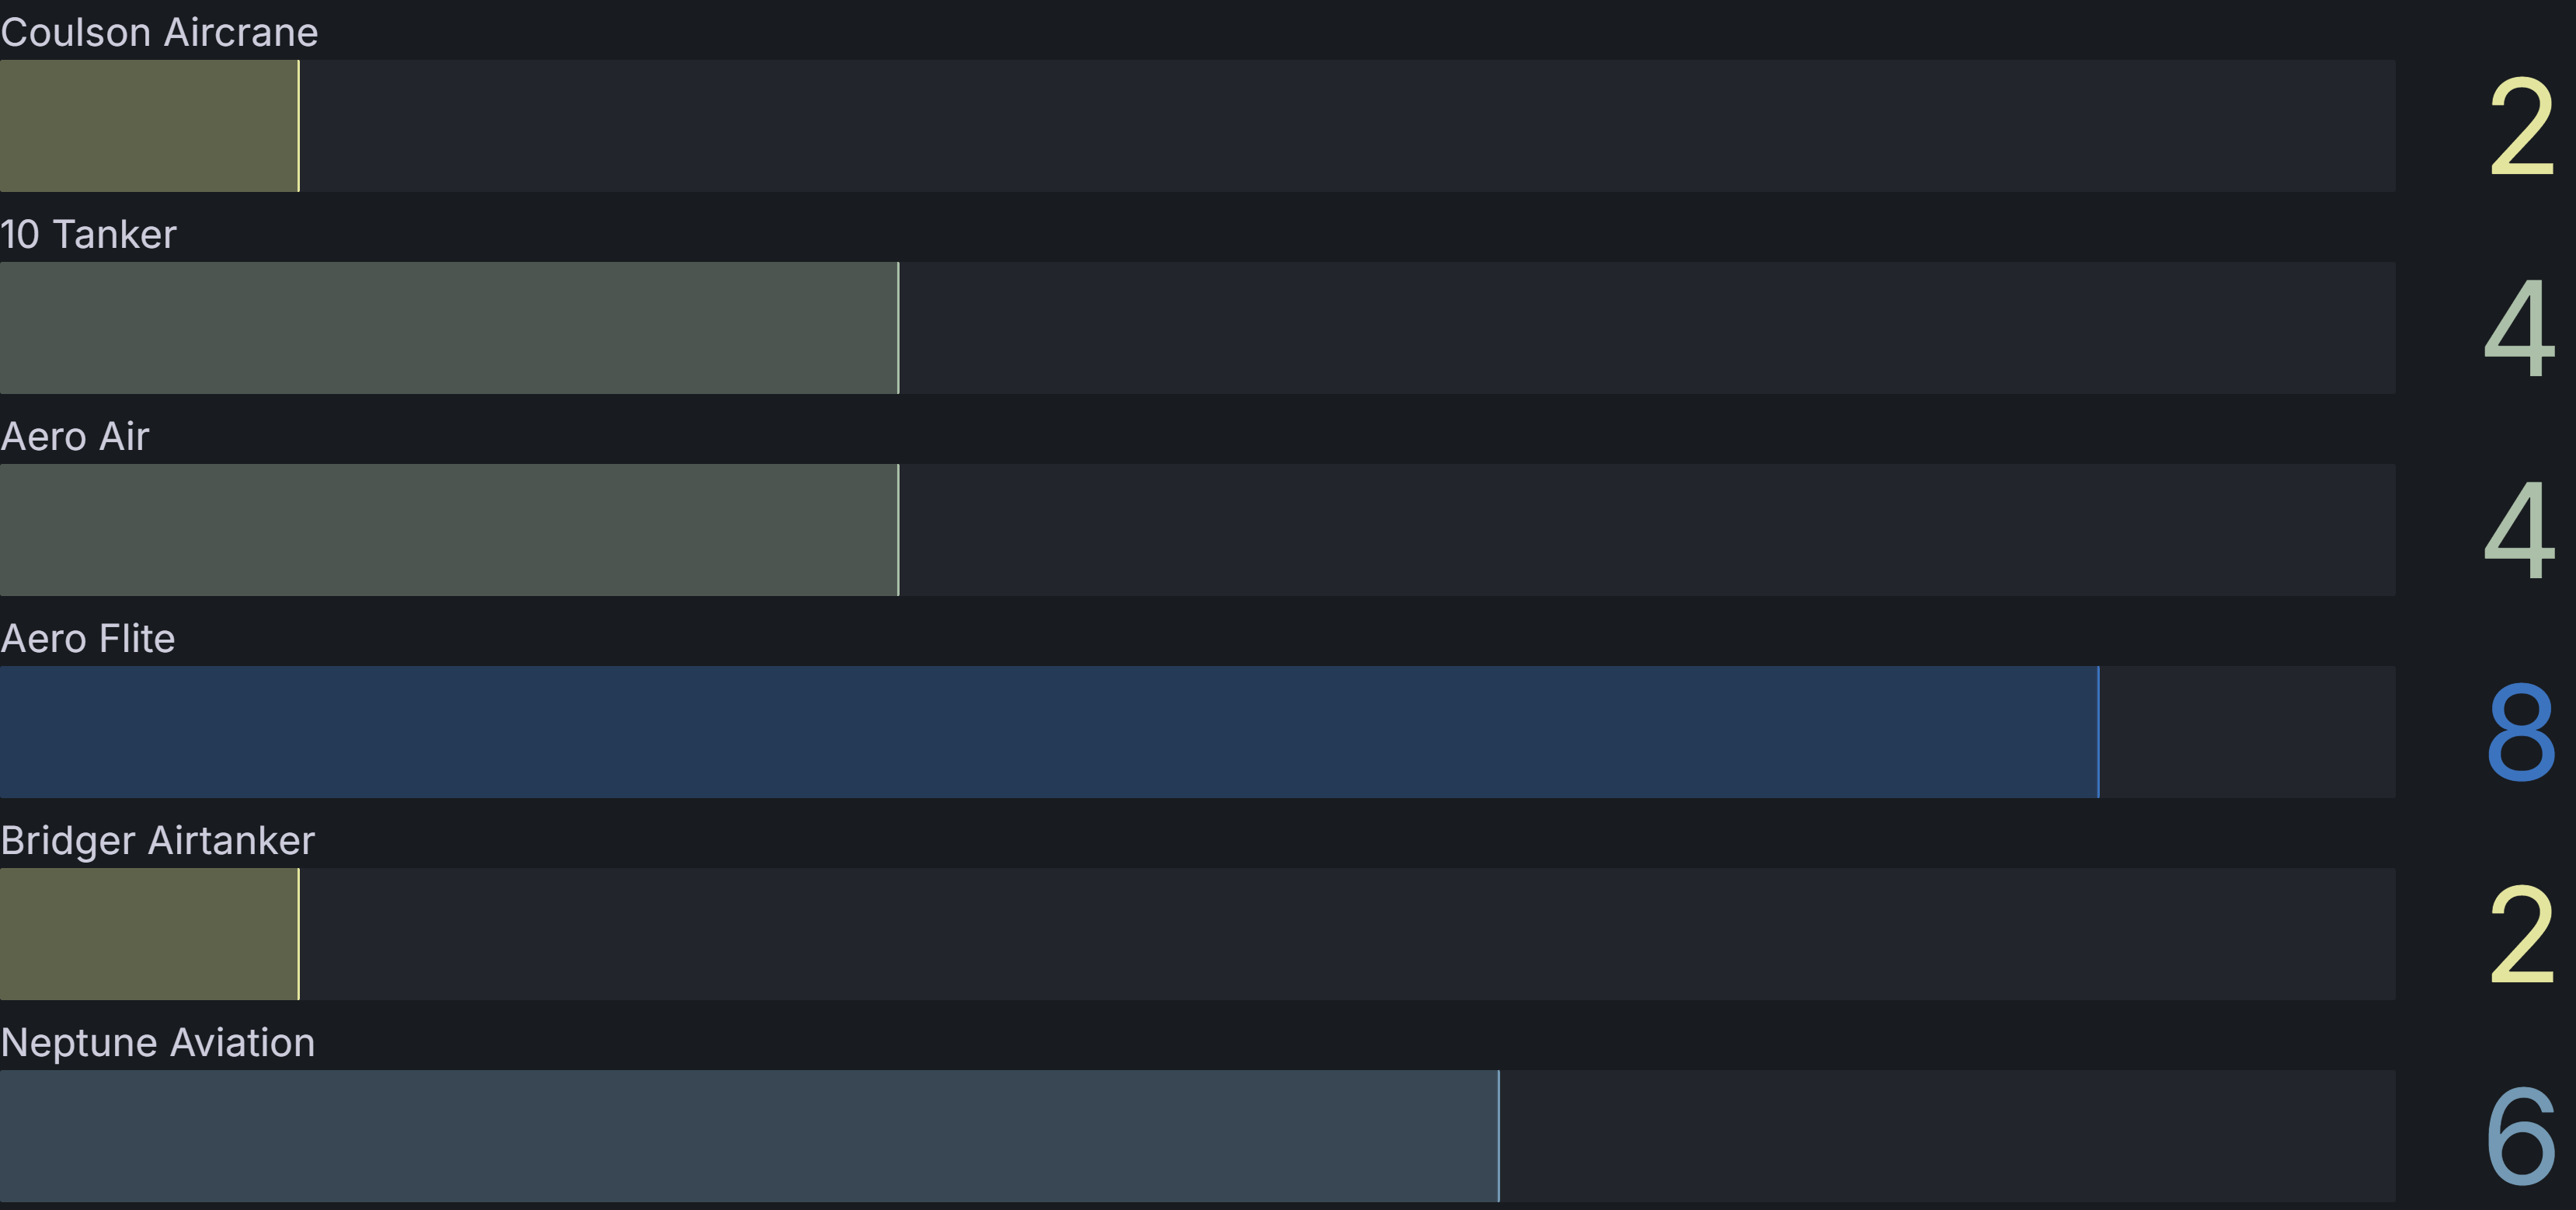 Coulson Aircrane
2
10 Tanker
4
Aero Air
4
Aero Flite
8
Bridger Airtanker
2
Neptune Aviation
6